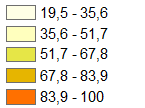 19,5 - 35,6
35,6 - 51,7
51,7 - 67,8
67,8 - 83,9
83,9 - 100